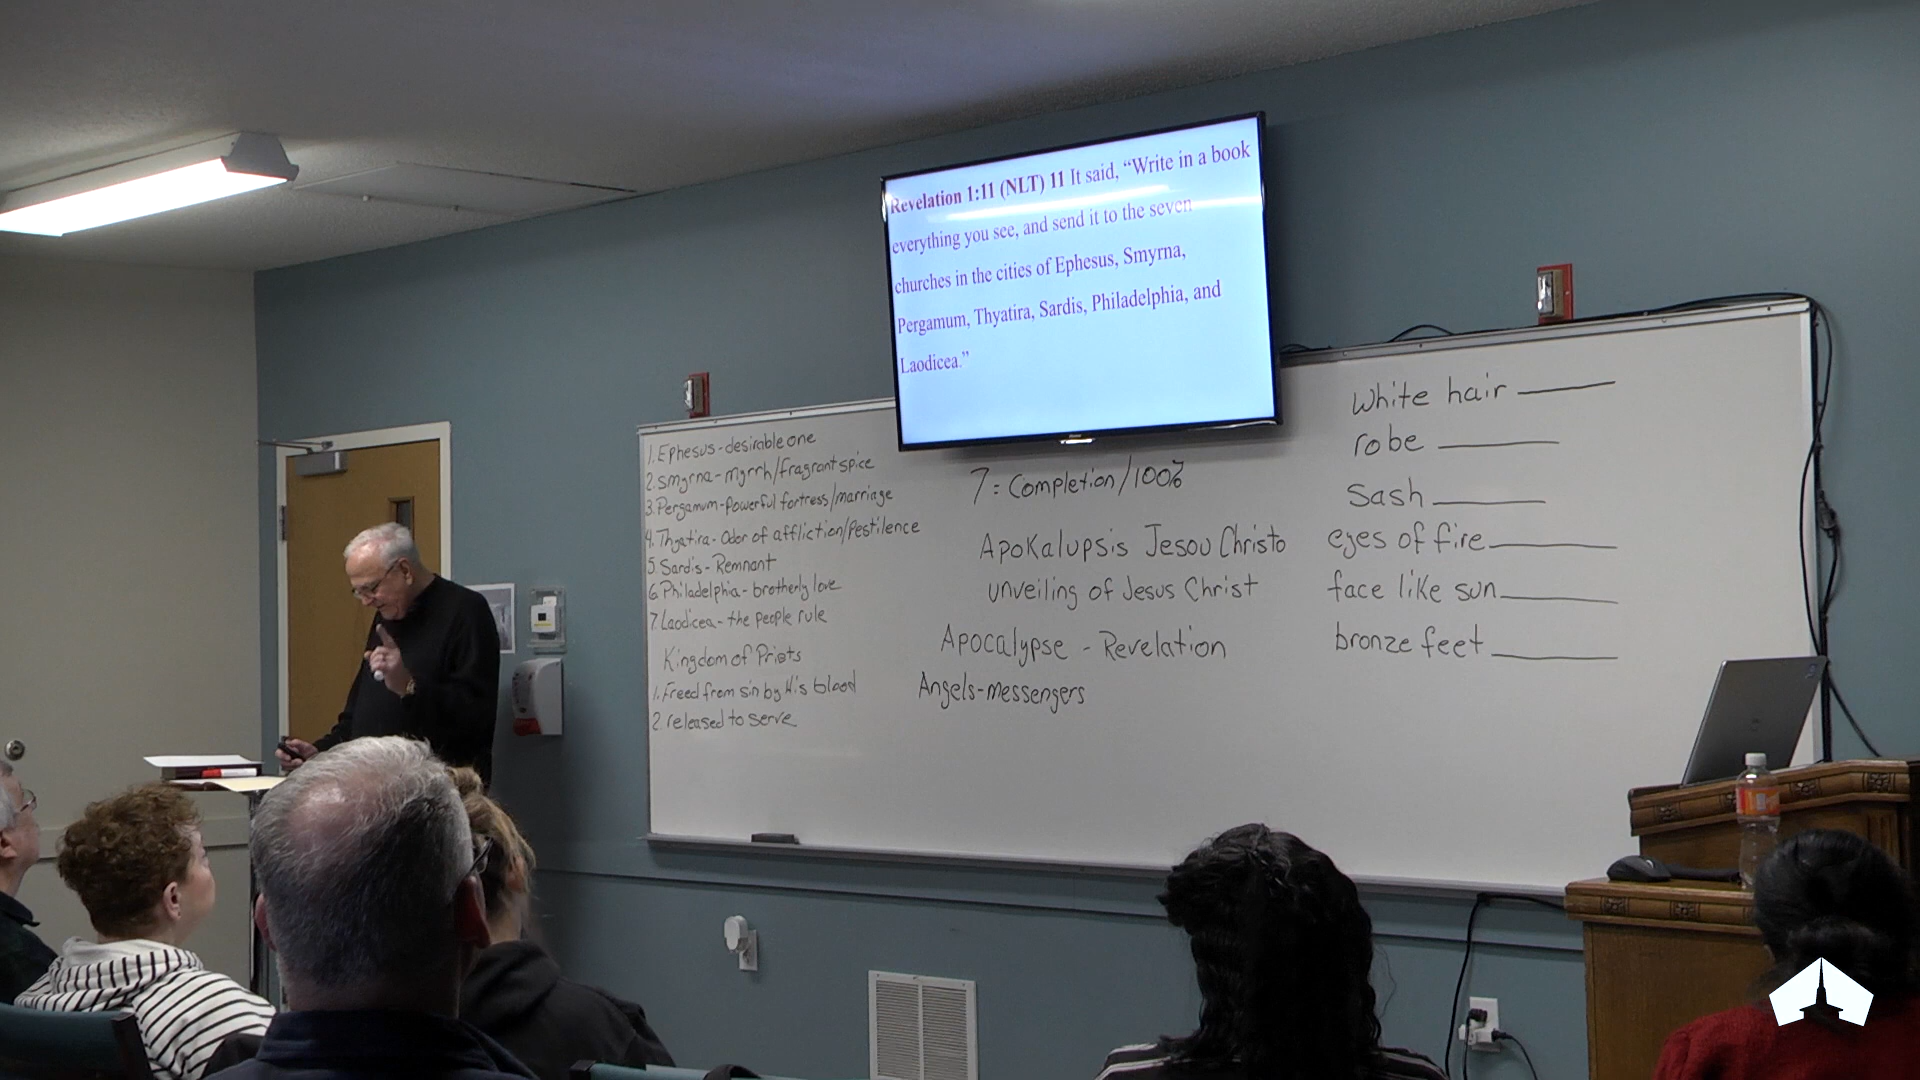 Revelation 1:11 (NLT) 11 It said, “Write in a book
everything you see, and send it to the seven
churches in the cities of Ephesus, Smyrna,
Pergamum, Thyatira, Sardis, Philadelphia, and
Laodicea.”
1. Ephesus - desirable one
2. Smyrna - myrrh/fragrant spice
3. Pergamum - Powerful fortress/marriage
4. Thyatira - Odor of affliction/Pestilence
5. Sardis - Remnant
6. Philadelphia - brotherly love
7. Laodicea - the people rule
Kingdom of Priests
1. Freed from sin by His blood
2. released to serve
7 = Completion/100%
Apokalupsis Jesou Christo
unveiling of Jesus Christ
Apocalypse - Revelation
Angels - messengers
White hair
robe
Sash
eyes of fire
face like sun
bronze feet